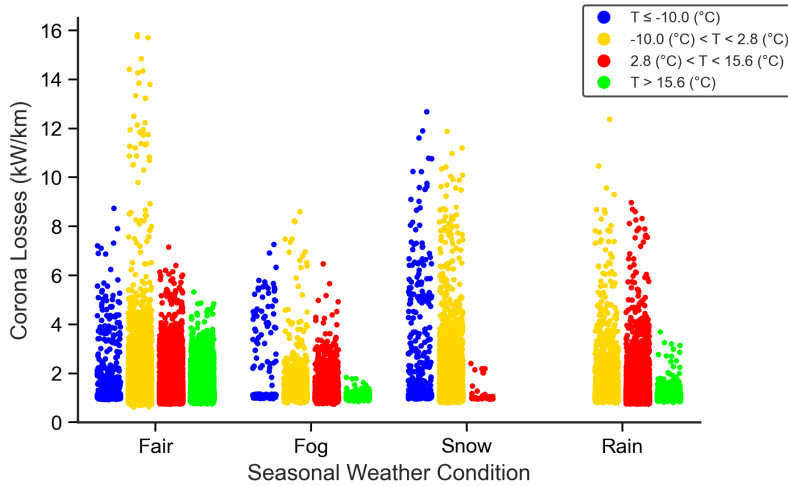 T ≤ -10.0 (°C)
-10.0 (°C) < T < 2.8 (°C)
2.8 (°C) < T < 15.6 (°C)
T > 15.6 (°C)
Corona Losses (kW/km)
16
14
12
10
8
6
4
2
0
Fair Fog Snow Rain
Seasonal Weather Condition